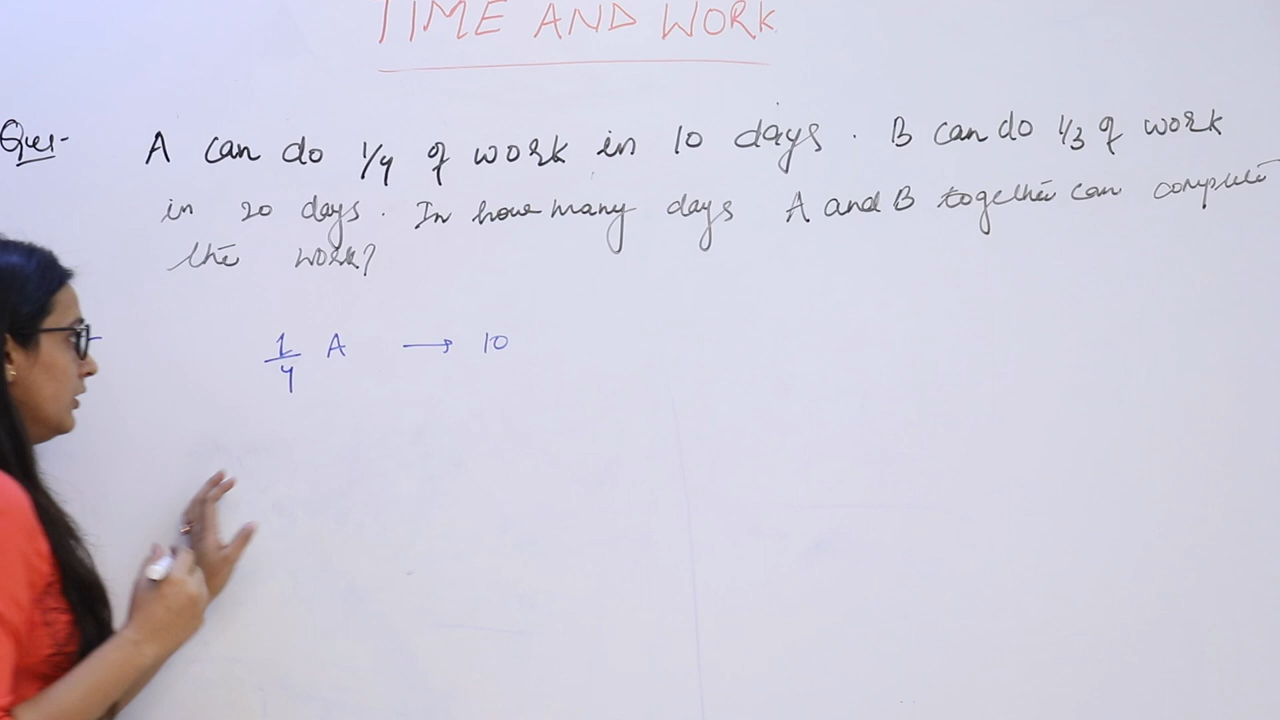 TIME AND WORK
Ques- A can do 1/4 of work in 10 days. B can do 1/3 of work
in 20 days. In how many days A and B together can complete
the work?
1/4 A → 10